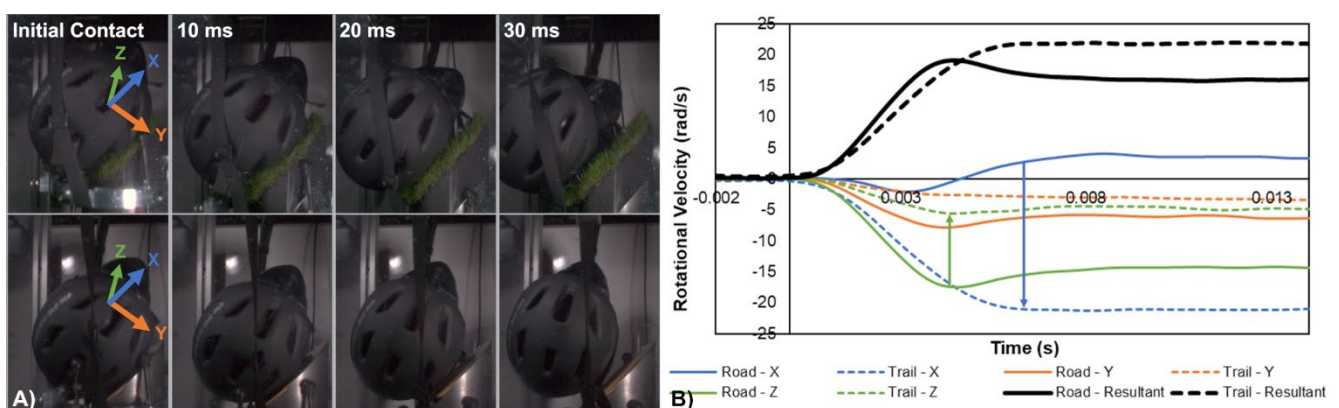 Initial Contact
10 ms
20 ms
30 ms
Z
X
Y
Z
X
Y
A)
Rotational Velocity (rad/s)
25
20
15
10
5
0
-5
-10
-15
-20
-25
-0.002
0.003
0.008
0.013
Time (s)
Road - X
Trail - X
Road - Y
Trail - Y
Road - Z
Trail - Z
Road - Resultant
Trail - Resultant
B)